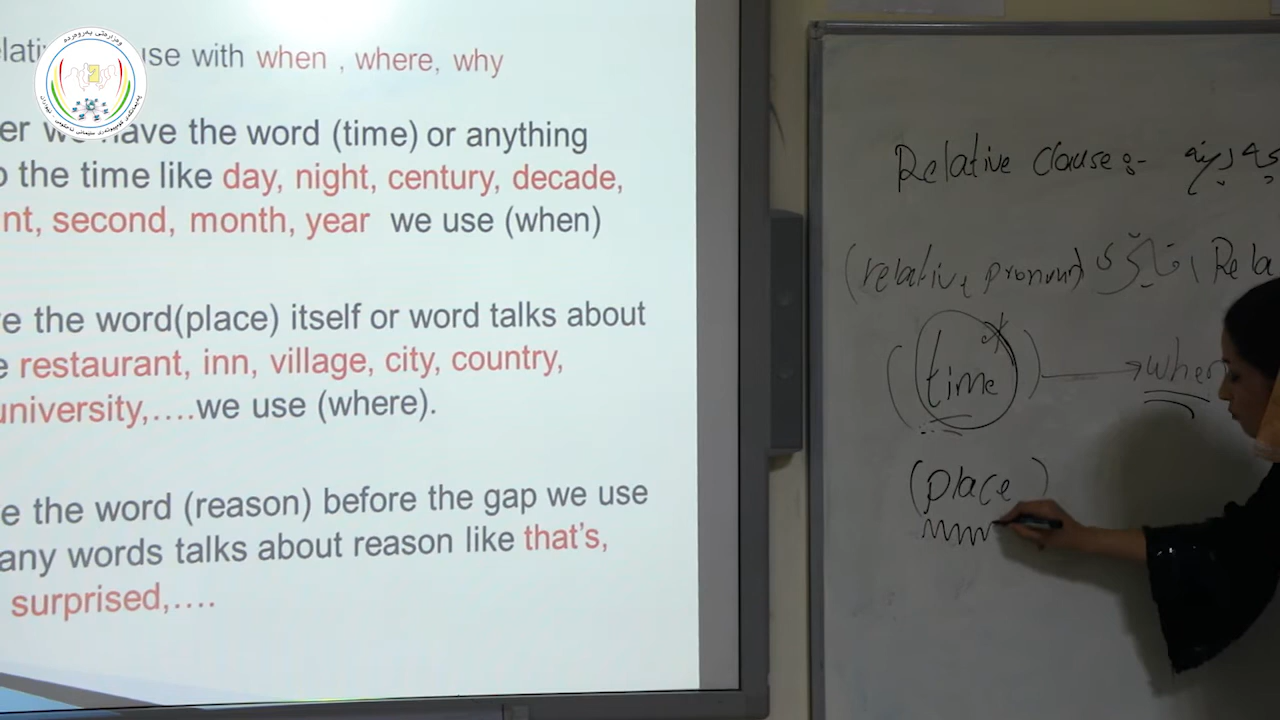 use with when , where, why
er we have the word (time) or anything
o the time like day, night, century, decade,
nt, second, month, year we use (when)
e the word(place) itself or word talks about
e restaurant, inn, village, city, country,
university,....we use (where).
e the word (reason) before the gap we use
any words talks about reason like that's,
surprised,....
Relative Clause :-
(relative pronoun) ی Rela
(time) → when
(place)